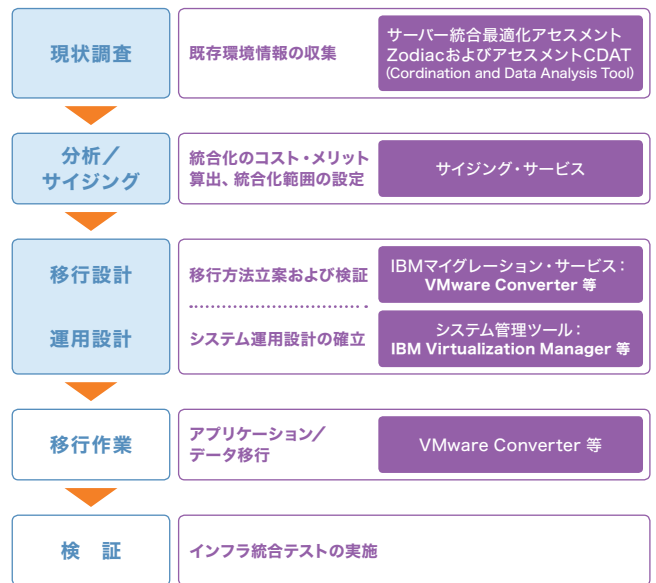 現状調査
既存環境情報の収集
サーバー統合最適化アセスメント
ZodiacおよびアセスメントCDAT
(Cordination and Data Analysis Tool)
分析／
サイジング
統合化のコスト・メリット
算出、統合化範囲の設定
サイジング・サービス
移行設計
移行方法立案および検証
IBMマイグレーション・サービス：
VMware Converter 等
運用設計
システム運用設計の確立
システム管理ツール：
IBM Virtualization Manager 等
移行作業
アプリケーション／
データ移行
VMware Converter 等
検　証
インフラ統合テストの実施